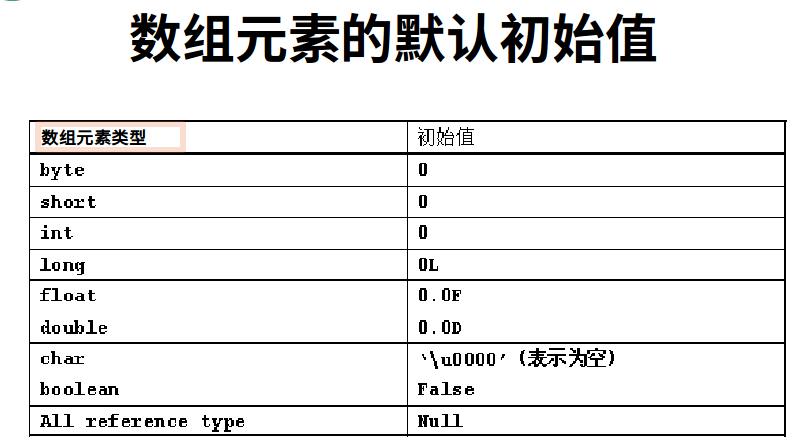 数组元素的默认初始值
数组元素类型 初始值
byte 0
short 0
int 0
long 0L
float 0.0F
double 0.0D
char ‘\u0000’ (表示为空)
boolean False
All reference type Null